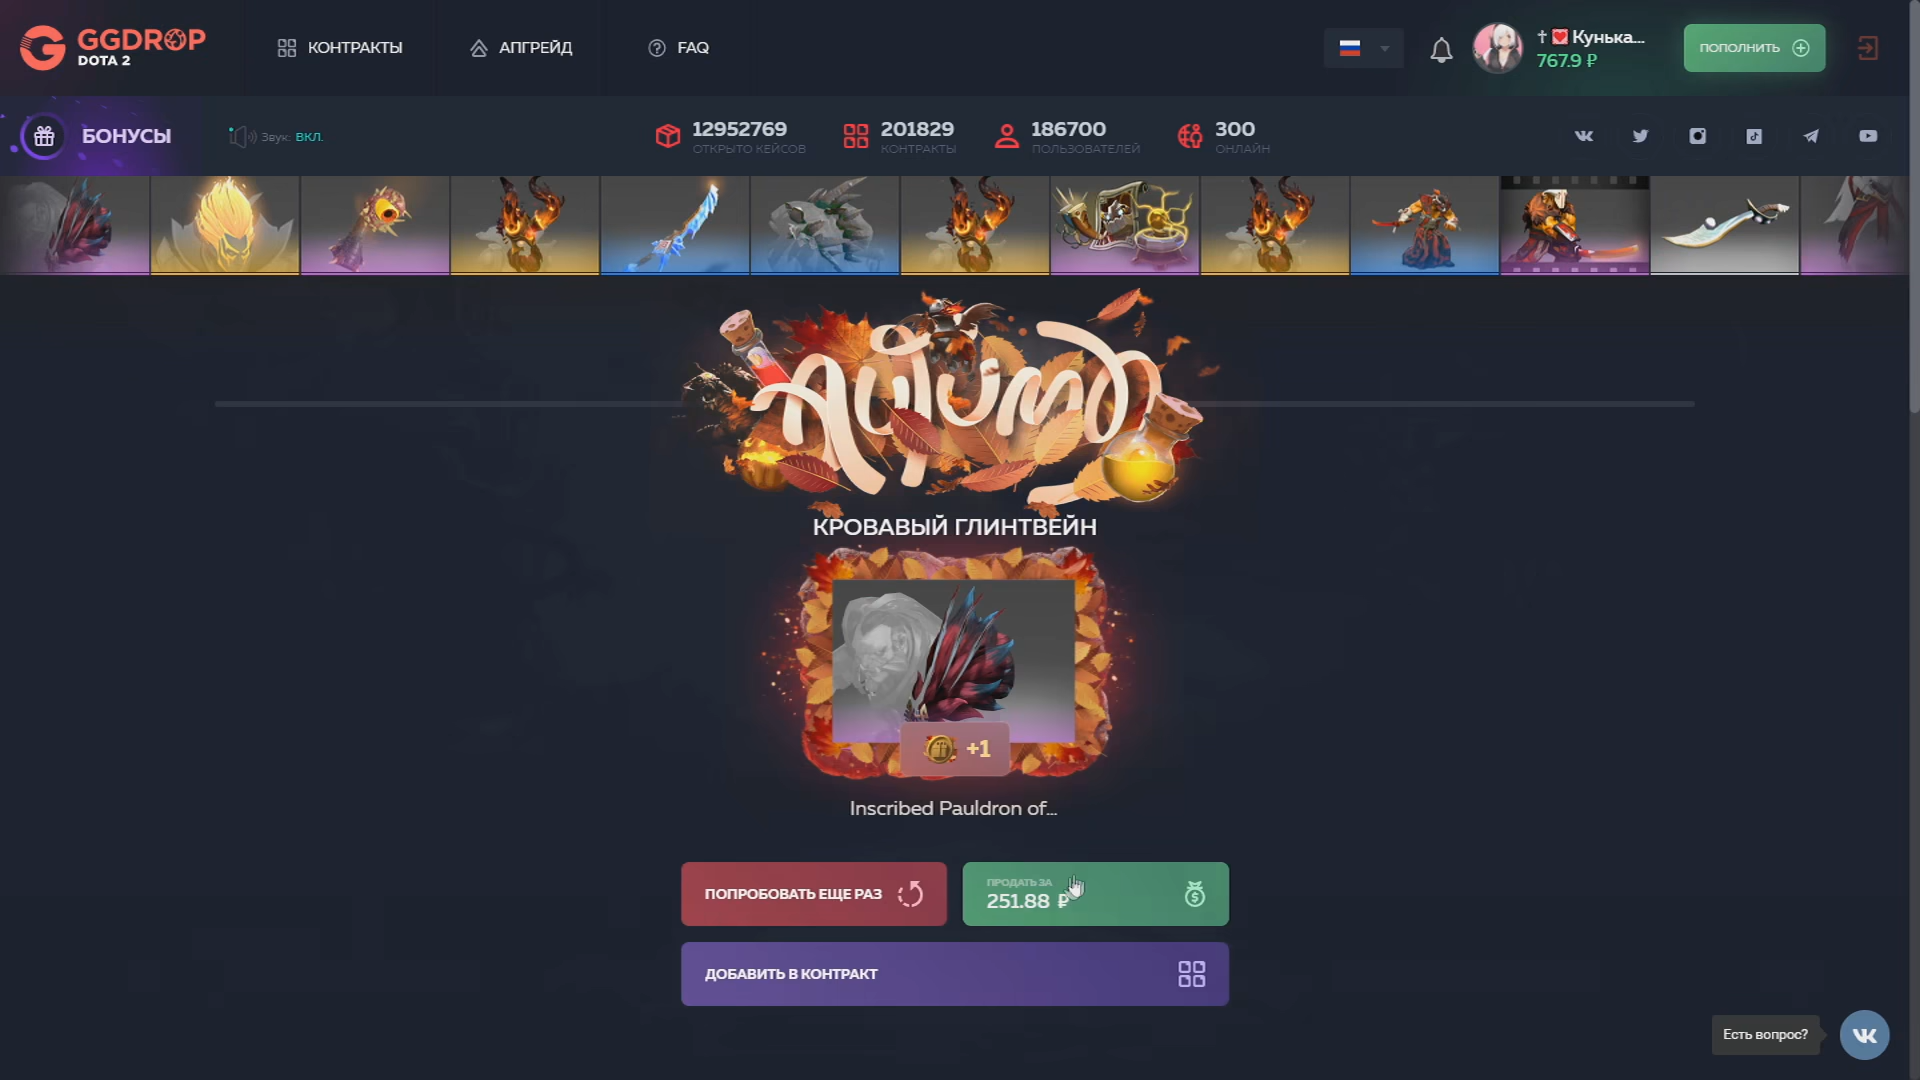 GGDROP
DOTA 2
КОНТРАКТЫ
АПГРЕЙД
FAQ
Кунька...
767.9 ₽
ПОПОЛНИТЬ
БОНУСЫ
Звук: ВКЛ.
12952769
ОТКРЫТО КЕЙСОВ
201829
КОНТРАКТЫ
186700
ПОЛЬЗОВАТЕЛЕЙ
300
ОНЛАЙН
Autumn
КРОВАВЫЙ ГЛИНТВЕЙН
+1
Inscribed Pauldron of...
ПОПРОБОВАТЬ ЕЩЕ РАЗ
ПРОДАТЬ ЗА
251.88 ₽
ДОБАВИТЬ В КОНТРАКТ
Есть вопрос?